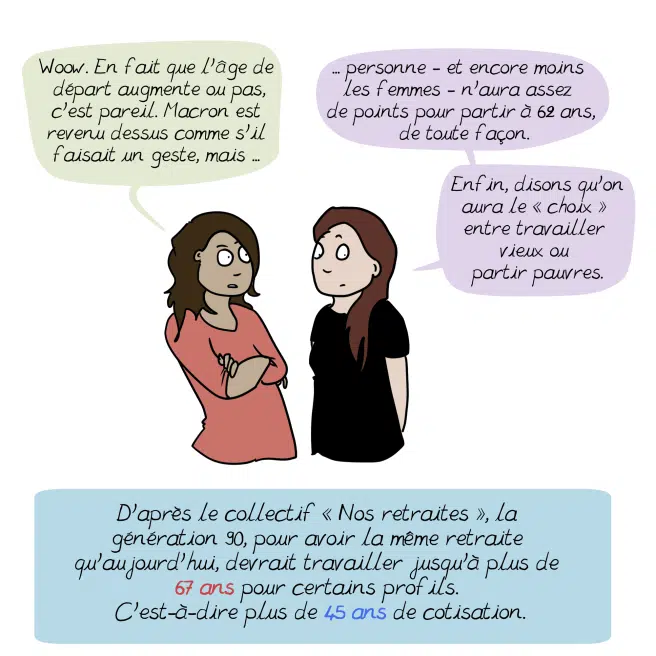 Woow. En fait que l'âge de
départ augmente ou pas,
c'est pareil. Macron est
revenu dessus comme s'il
faisait un geste, mais ...
... personne - et encore moins
les femmes - n'aura assez
de points pour partir à 62 ans,
de toute façon.
Enfin, disons qu'on
aura le « choix »
entre travailler
vieux ou
partir pauvres.
D'après le collectif « Nos retraites », la
génération 90, pour avoir la même retraite
qu'aujourd'hui, devrait travailler jusqu'à plus de
67 ans pour certains profils.
C'est-à-dire plus de 45 ans de cotisation.